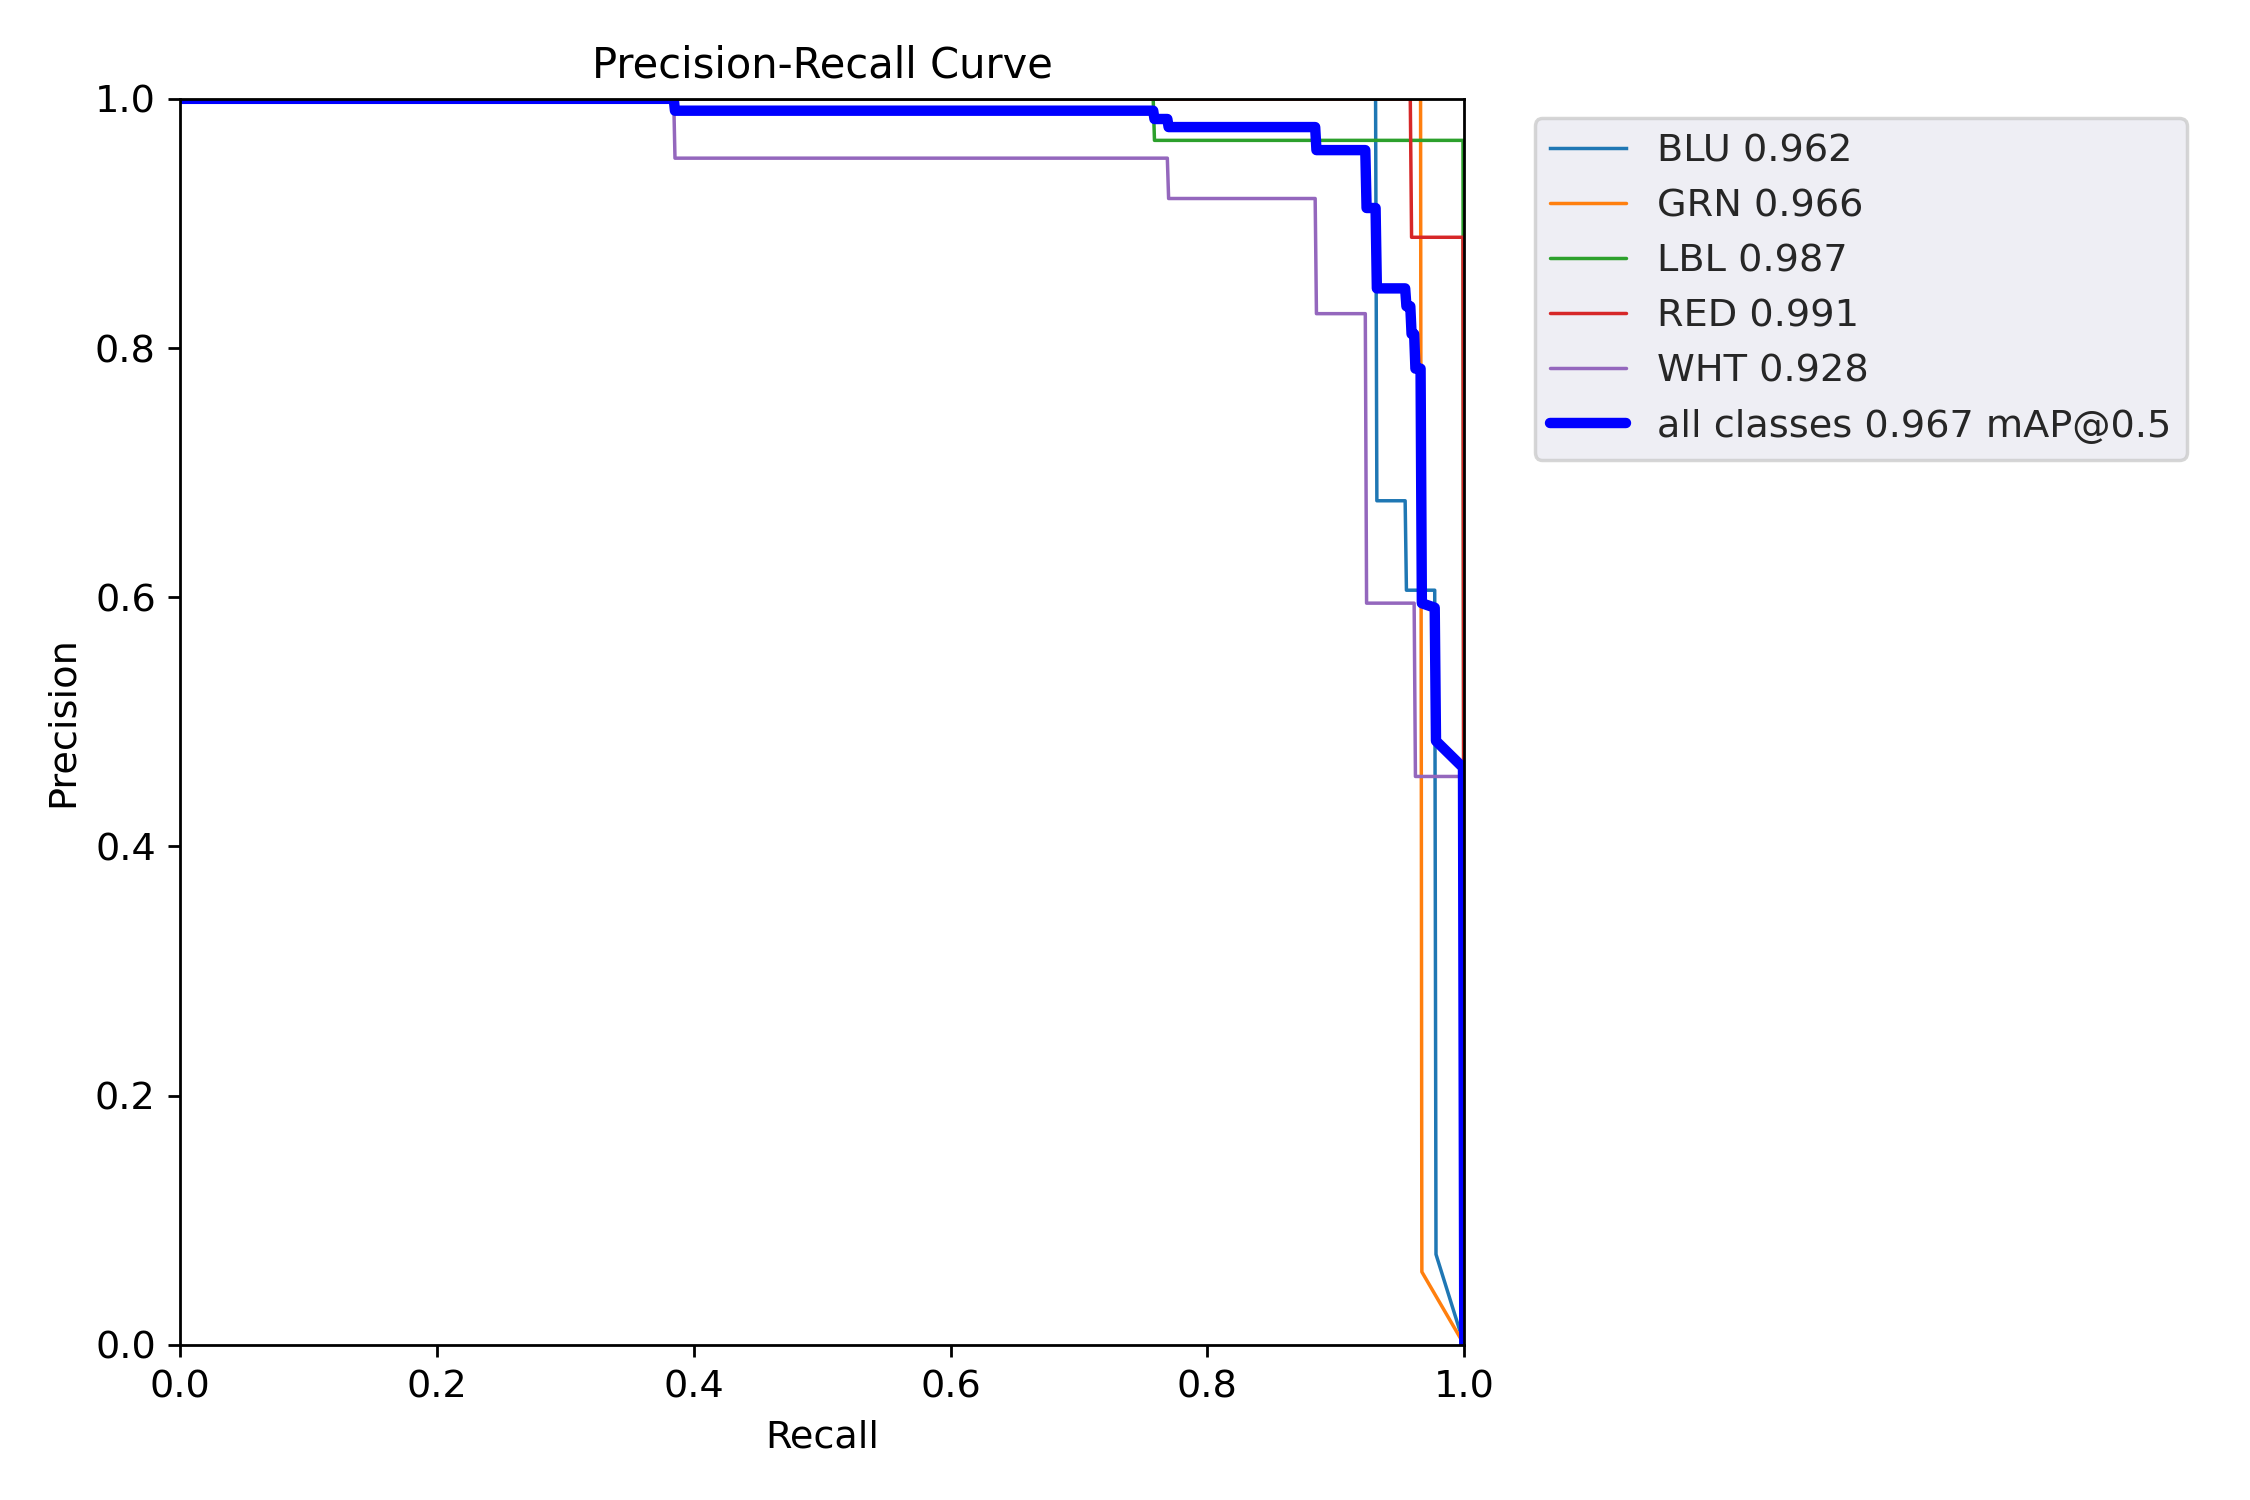 Precision-Recall Curve
1.0
0.8
0.6
0.4
0.2
0.0
Precision
0.0 0.2 0.4 0.6 0.8 1.0
Recall
BLU 0.962
GRN 0.966
LBL 0.987
RED 0.991
WHT 0.928
all classes 0.967 mAP@0.5